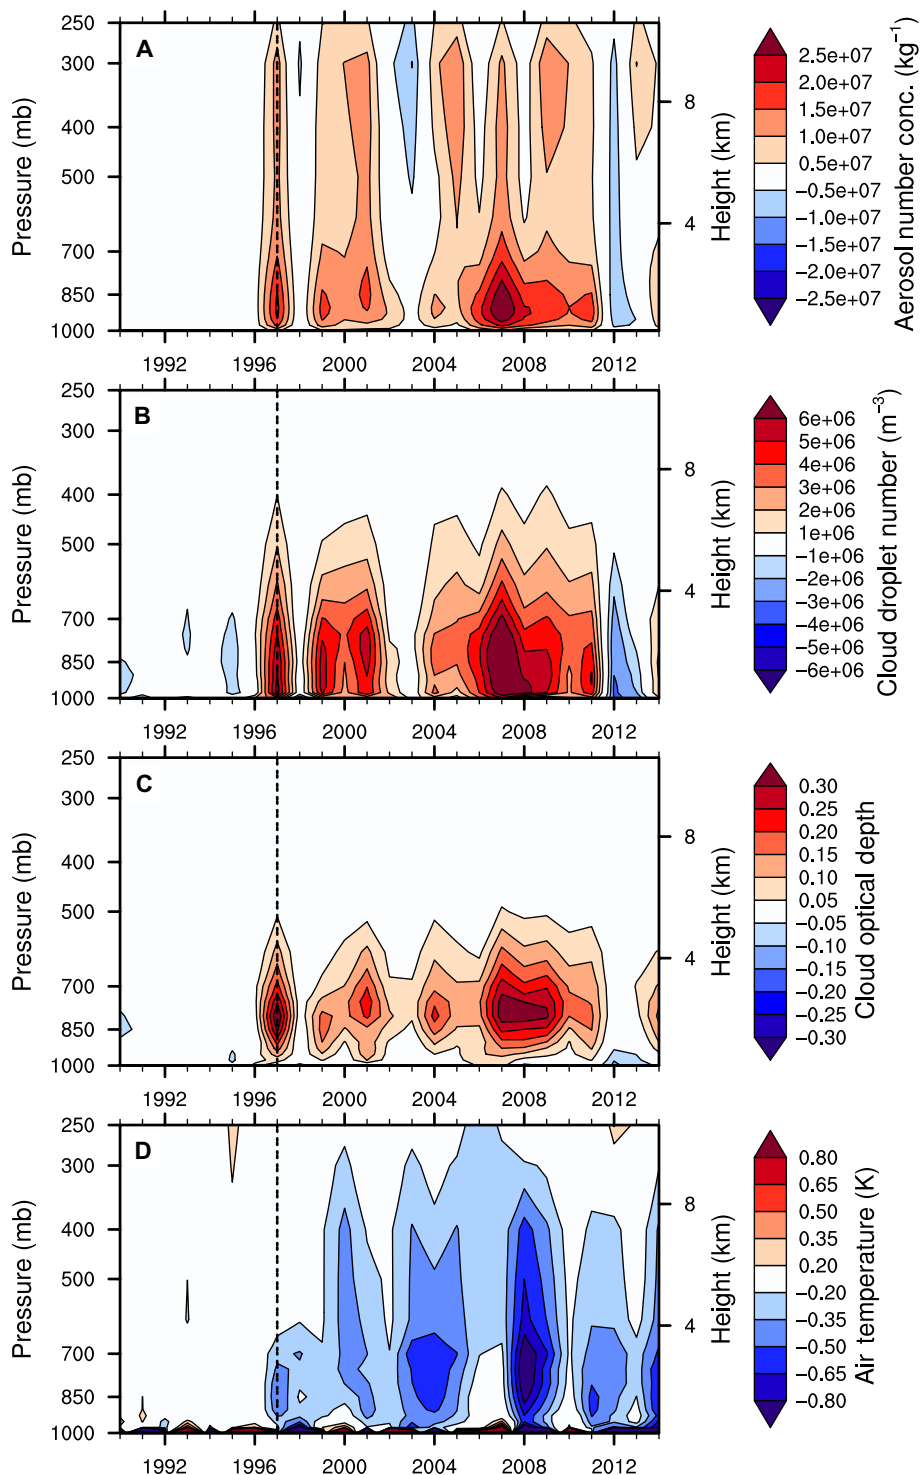 A
250
300
400
500
700
850
1000
Pressure (mb)
8
4
Height (km)
1992
1996
2000
2004
2008
2012
2.5e+07
2.0e+07
1.5e+07
1.0e+07
0.5e+07
−0.5e+07
−1.0e+07
−1.5e+07
−2.0e+07
−2.5e+07
Aerosol number conc. (kg⁻¹)
B
250
300
400
500
700
850
1000
Pressure (mb)
8
4
Height (km)
1992
1996
2000
2004
2008
2012
6e+06
5e+06
4e+06
3e+06
2e+06
1e+06
−1e+06
−2e+06
−3e+06
−4e+06
−5e+06
−6e+06
Cloud droplet number (m⁻³)
C
250
300
400
500
700
850
1000
Pressure (mb)
8
4
Height (km)
1992
1996
2000
2004
2008
2012
0.30
0.25
0.20
0.15
0.10
0.05
−0.05
−0.10
−0.15
−0.20
−0.25
−0.30
Cloud optical depth
D
250
300
400
500
700
850
1000
Pressure (mb)
8
4
Height (km)
1992
1996
2000
2004
2008
2012
0.80
0.65
0.50
0.35
0.20
−0.20
−0.35
−0.50
−0.65
−0.80
Air temperature (K)